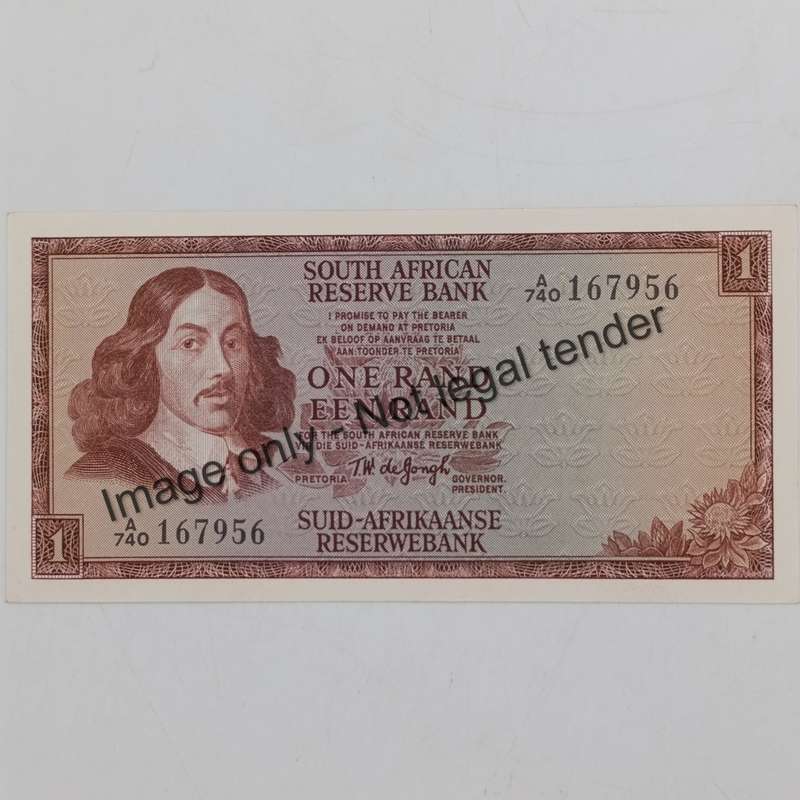 1
SOUTH AFRICAN
RESERVE BANK
A/740 167956
I PROMISE TO PAY THE BEARER
ON DEMAND AT PRETORIA
EK BELOOF OP AANVRAAG TE BETAAL
AAN TOONDER TE PRETORIA
ONE RAND
EEN RAND
FOR THE SOUTH AFRICAN RESERVE BANK
VIR DIE SUID-AFRIKAANSE RESERWEBANK
T.W. de Jongh
PRETORIA GOVERNOR.
PRESIDENT.
Image only - Not legal tender
A/740 167956
SUID-AFRIKAANSE
RESERWEBANK
1